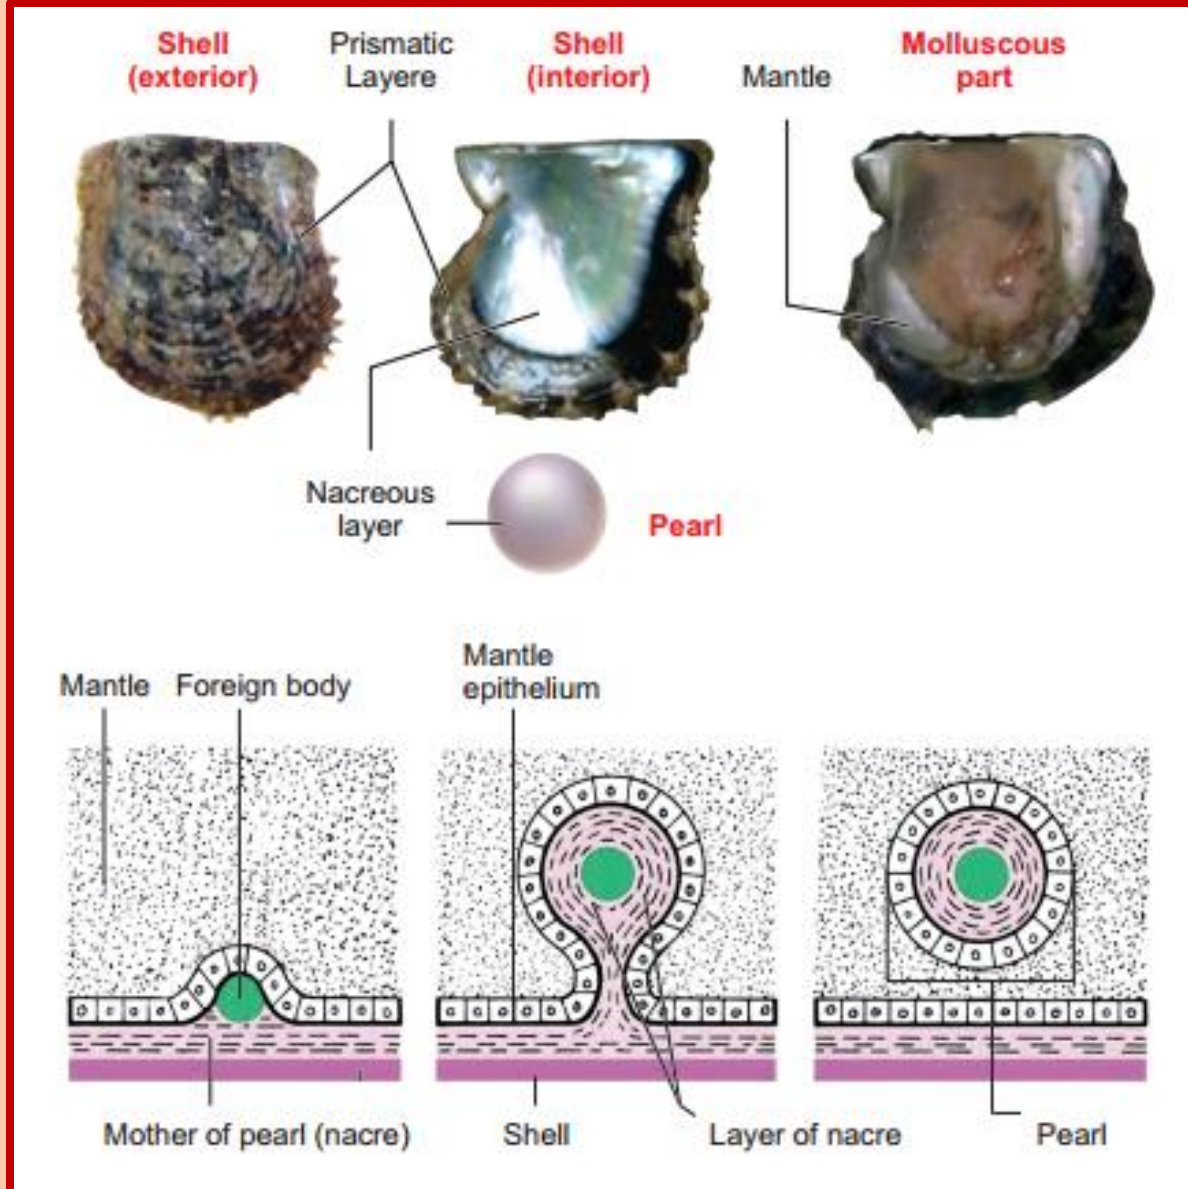 Shell
(exterior)
Prismatic
Layere
Shell
(interior)
Mantle
Molluscous
part
Nacreous
layer
Pearl
Mantle
Foreign body
Mantle
epithelium
Mother of pearl (nacre)
Shell
Layer of nacre
Pearl